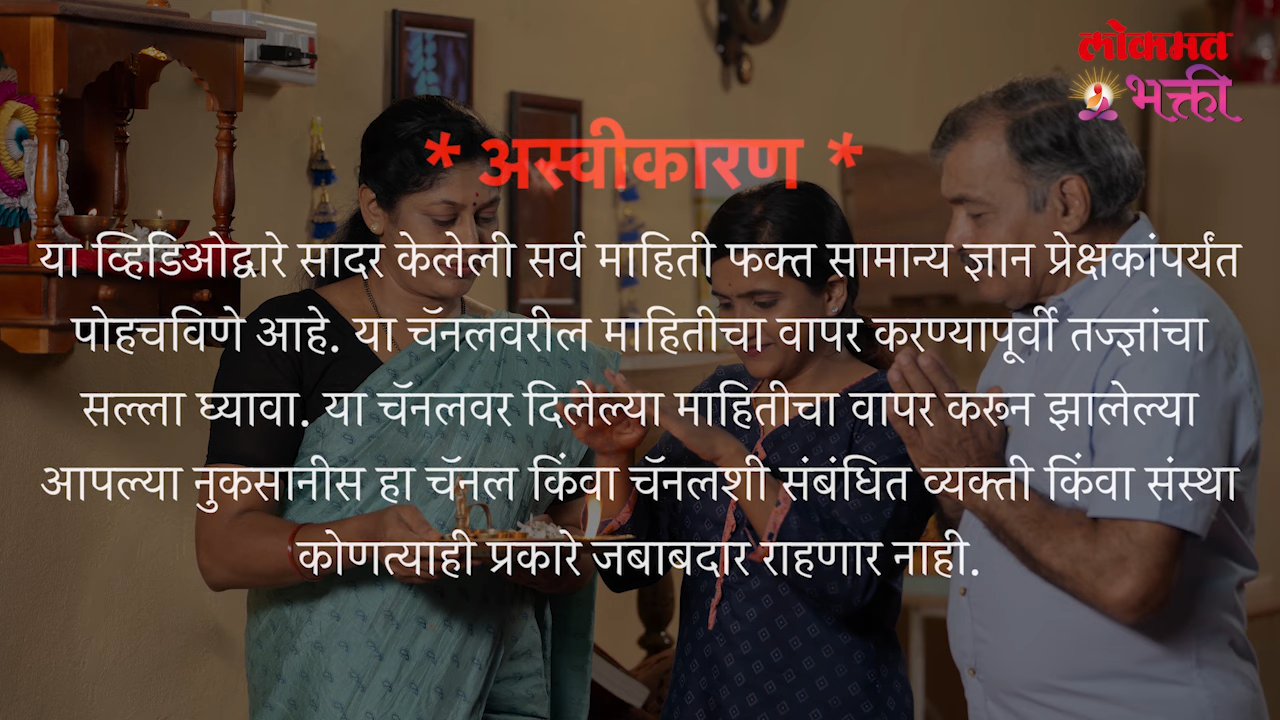 लोकमत
भक्ती
* अस्वीकारण *
या व्हिडिओद्वारे सादर केलेली सर्व माहिती फक्त सामान्य ज्ञान प्रेक्षकांपर्यंत
पोहचविणे आहे. या चॅनलवरील माहितीचा वापर करण्यापूर्वी तज्ज्ञांचा
सल्ला घ्यावा. या चॅनलवर दिलेल्या माहितीचा वापर करून झालेल्या
आपल्या नुकसानीस हा चॅनल किंवा चॅनलशी संबंधित व्यक्ती किंवा संस्था
कोणत्याही प्रकारे जबाबदार राहणार नाही.